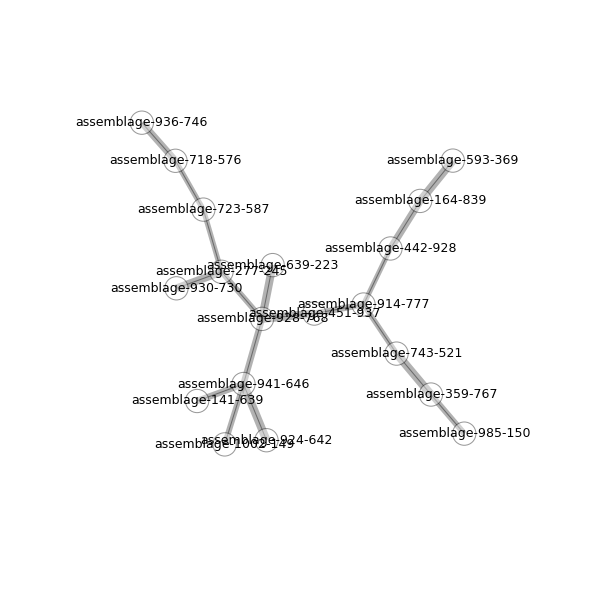 assemblage-936-746
assemblage-718-576
assemblage-593-369
assemblage-164-839
assemblage-723-587
assemblage-442-928
assemblage-639-223
assemblage-277-245
assemblage-930-730
assemblage-914-777
assemblage-451-937
assemblage-928-768
assemblage-743-521
assemblage-941-646
assemblage-359-767
assemblage-141-639
assemblage-985-150
assemblage-924-642
assemblage-1002-149